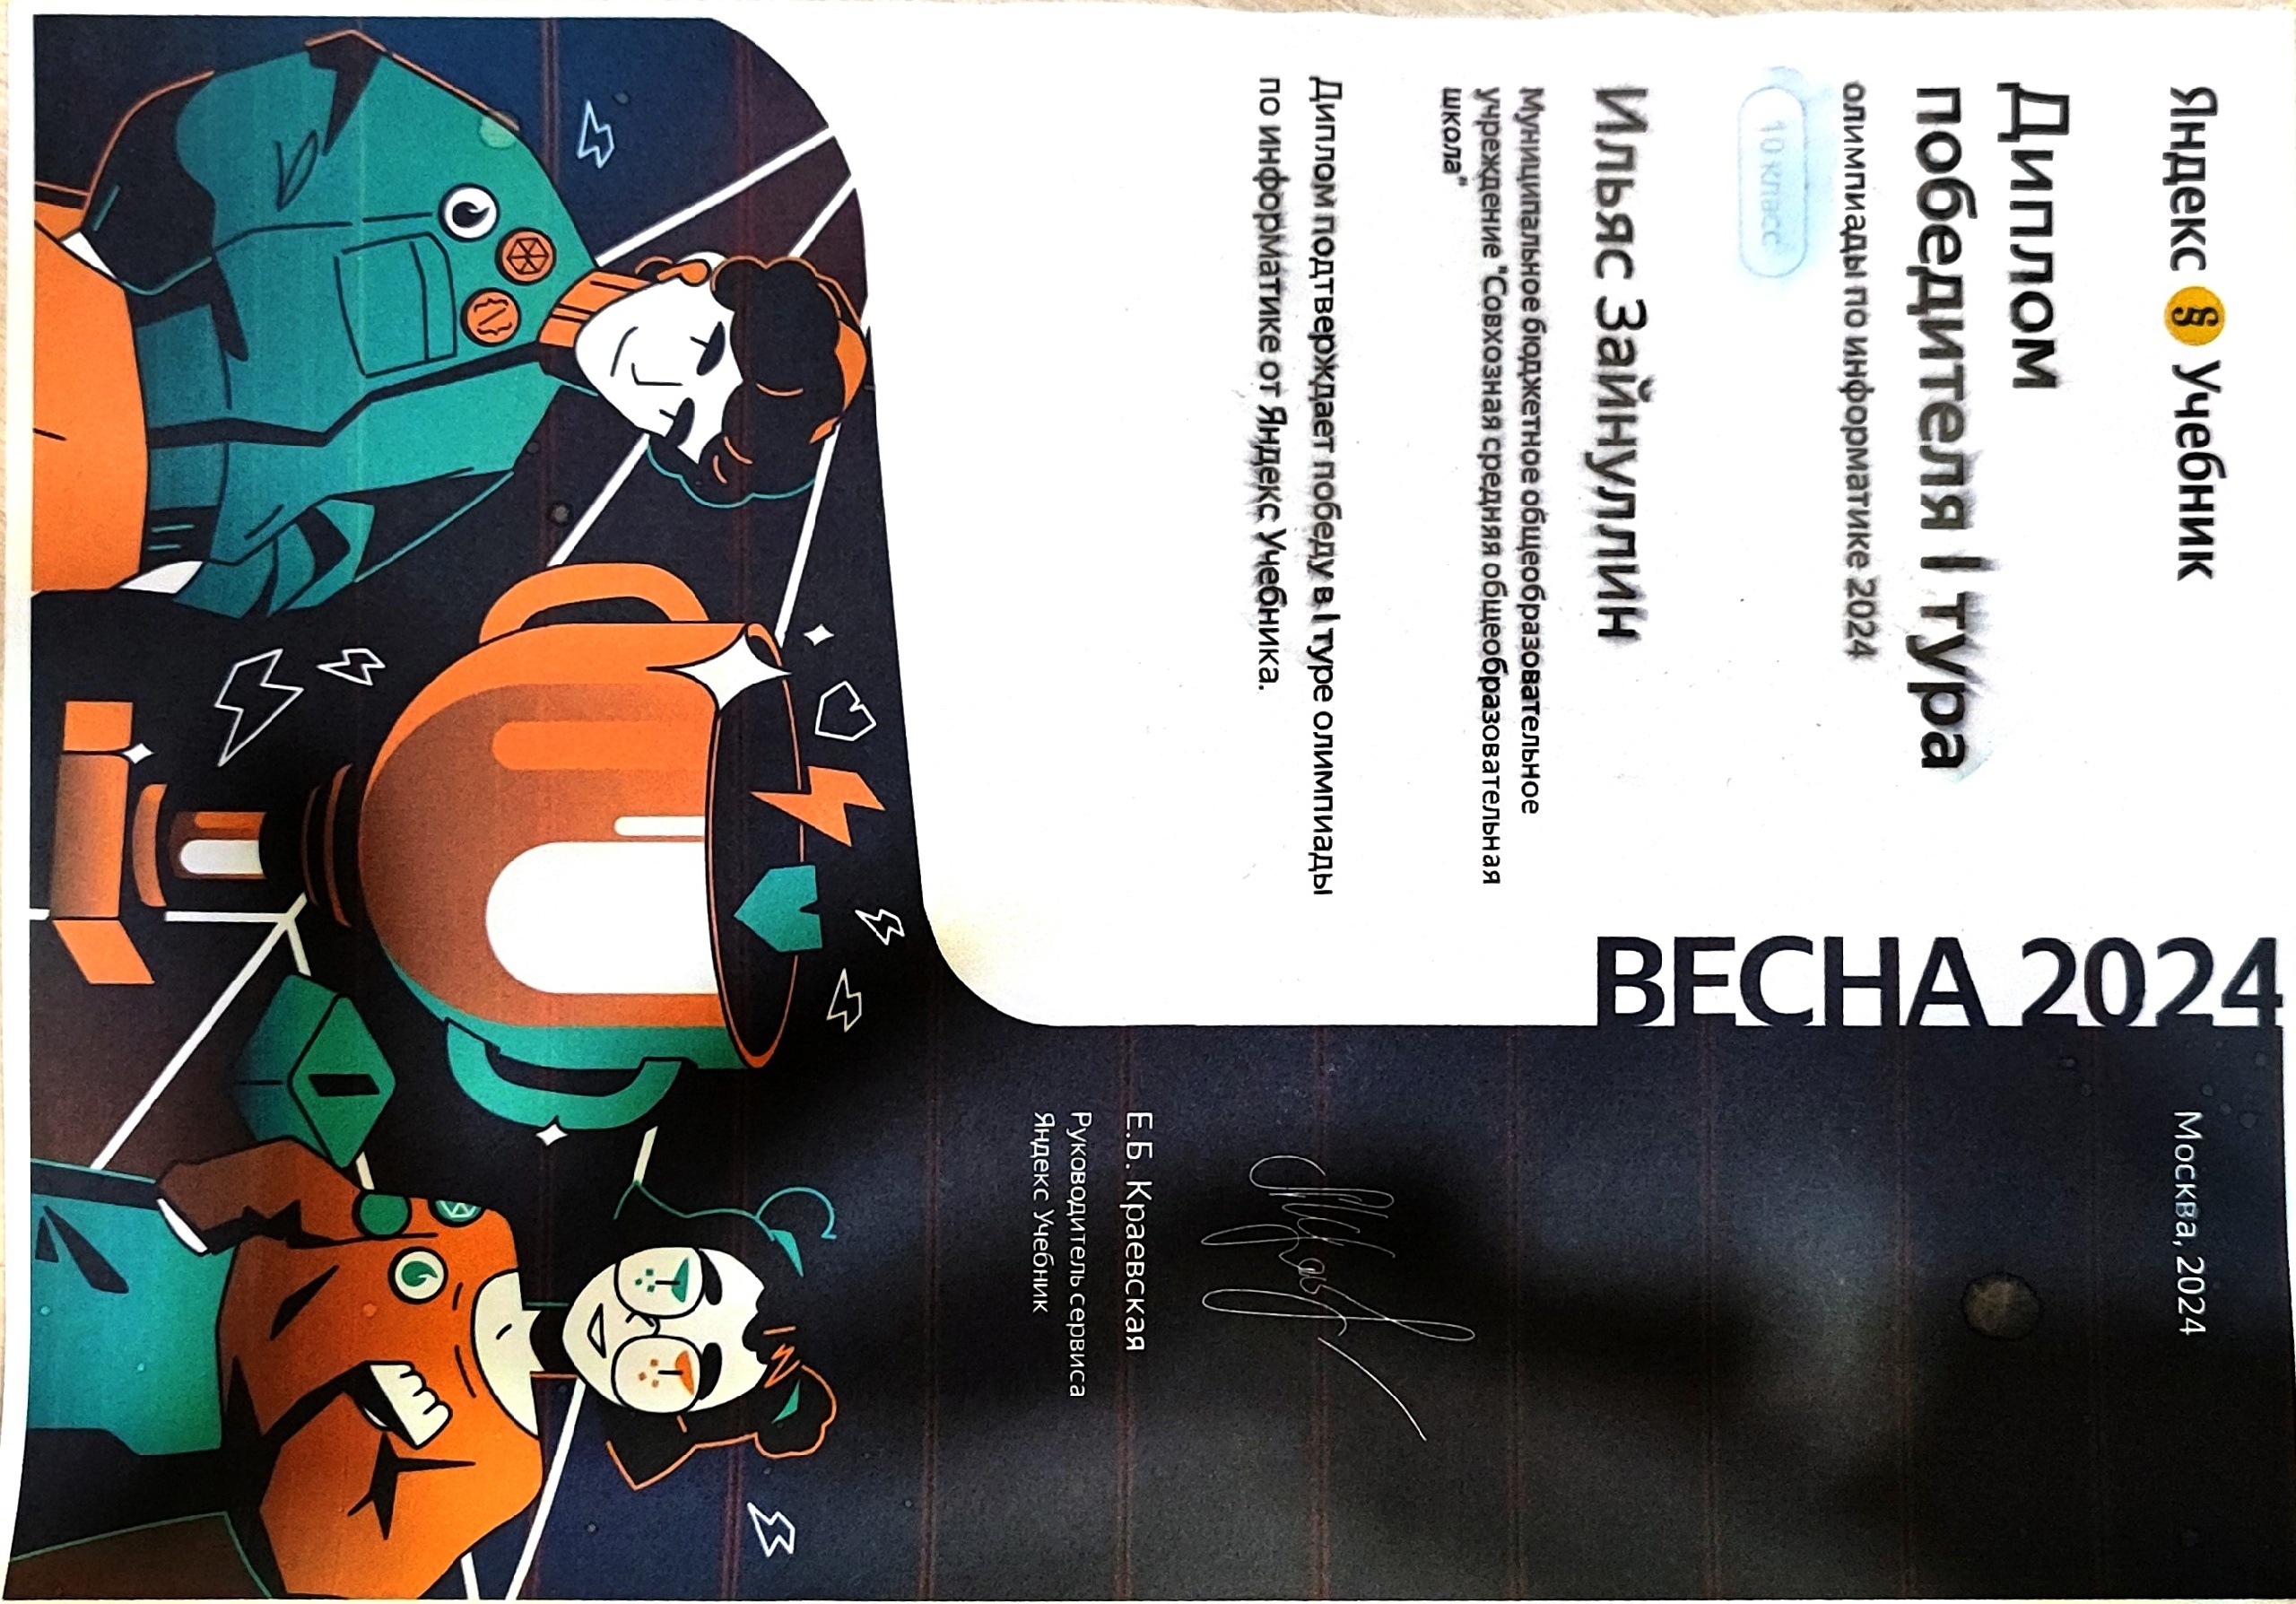 Яндекс Учебник
Диплом
победителя I тура
олимпиады по информатике 2024
10 класс
Ильяс Зайнуллин
Муниципальное бюджетное общеобразовательное
учреждение "Совхозная средняя общеобразовательная
школа"
Диплом подтверждает победу в I туре олимпиады
по информатике от Яндекс Учебника.
ВЕСНА 2024
Москва, 2024
Е.Б. Краевская
Руководитель сервиса
Яндекс Учебник